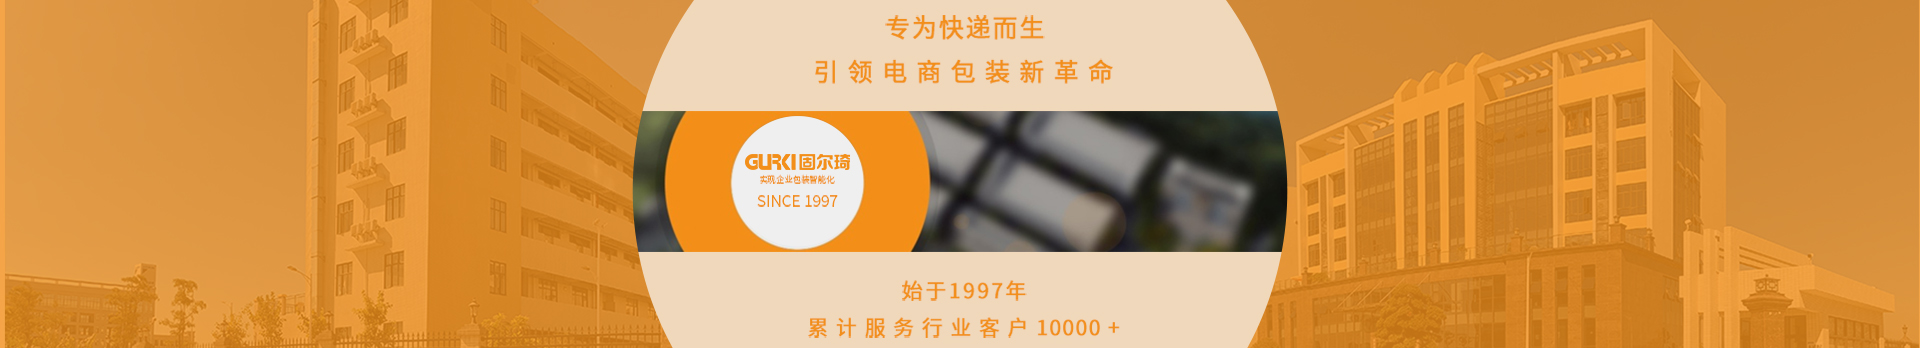 专为快递而生
引领电商包装新革命
GURKI固尔琦
实现企业包装智能化
SINCE 1997
始于1997年
累计服务行业客户10000+